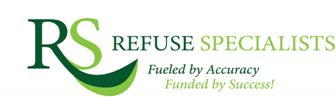 RS REFUSE SPECIALISTS
Fueled by Accuracy
Funded by Success!